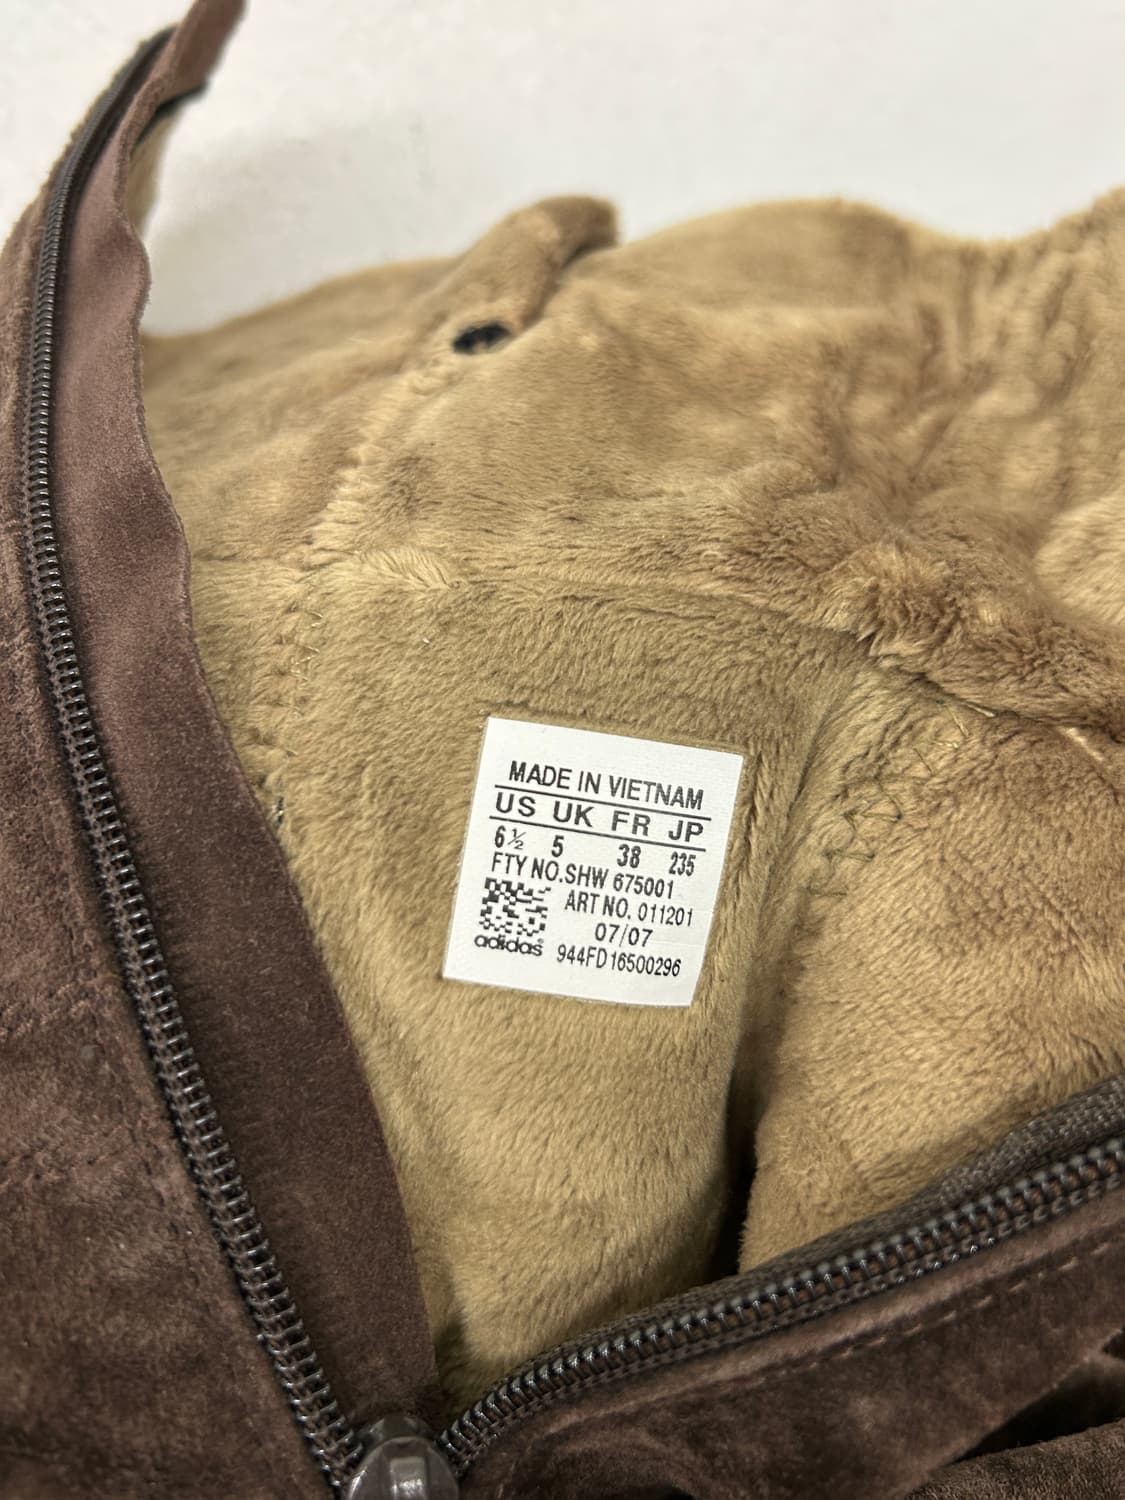 MADE IN VIETNAM
US UK FR JP
6½ 5 38 235
FTY NO.SHW 675001
ART NO. 011201
07/07
adidas® 944FD16500296